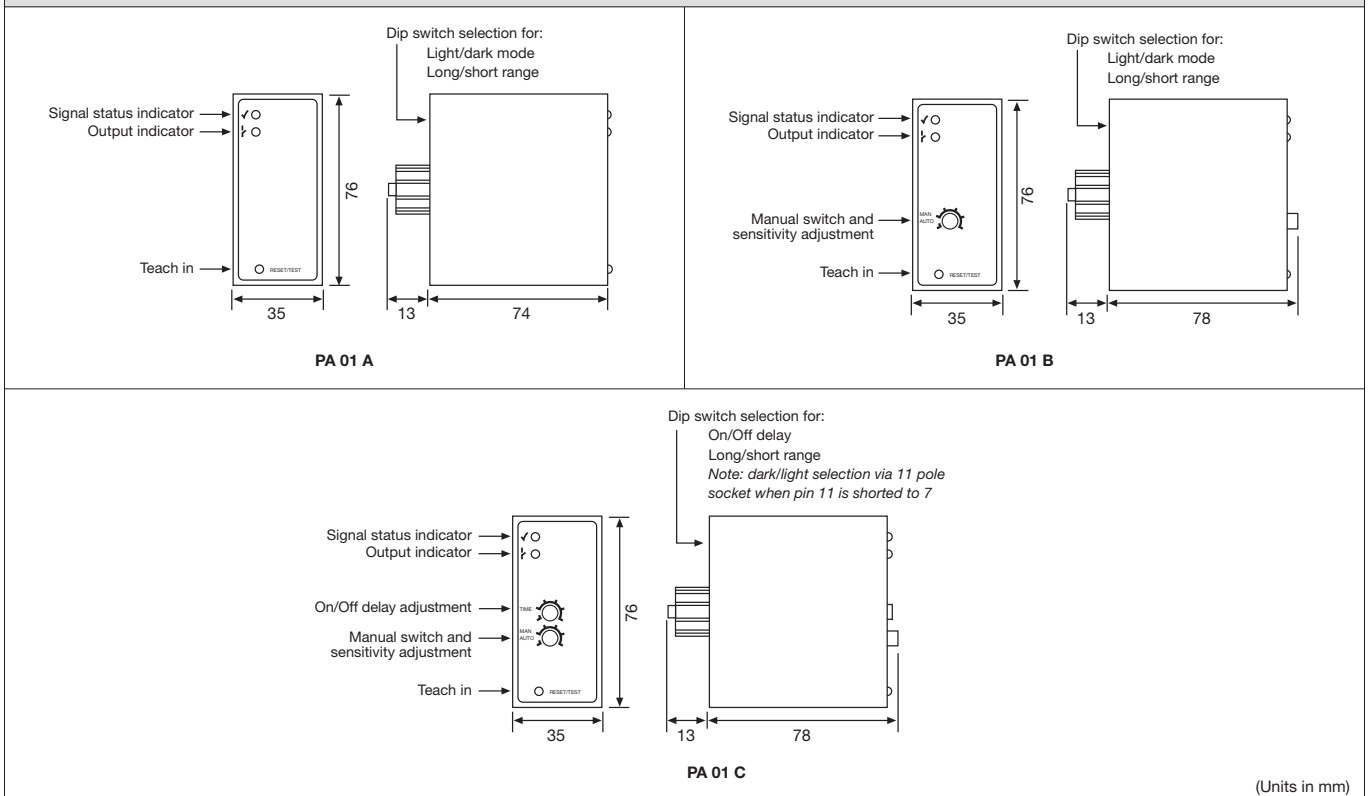 Dip switch selection for:
Light/dark mode
Long/short range
Signal status indicator
Output indicator
Teach in
RESET/TEST
76
35
13
74
PA 01 A
Dip switch selection for:
Light/dark mode
Long/short range
Signal status indicator
Output indicator
MAN
AUTO
Manual switch and
sensitivity adjustment
Teach in
RESET/TEST
76
35
13
78
PA 01 B
Dip switch selection for:
On/Off delay
Long/short range
Note: dark/light selection via 11 pole
socket when pin 11 is shorted to 7
Signal status indicator
Output indicator
On/Off delay adjustment
TIME
MAN
AUTO
Manual switch and
sensitivity adjustment
Teach in
RESET/TEST
76
35
13
78
PA 01 C
(Units in mm)